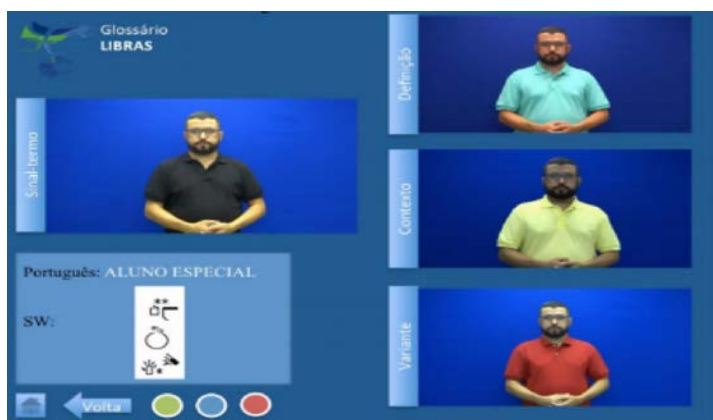 Glossário
LIBRAS
Sinal-termo
Definição
Contexto
Variante
Português: ALUNO ESPECIAL
SW:
Volta